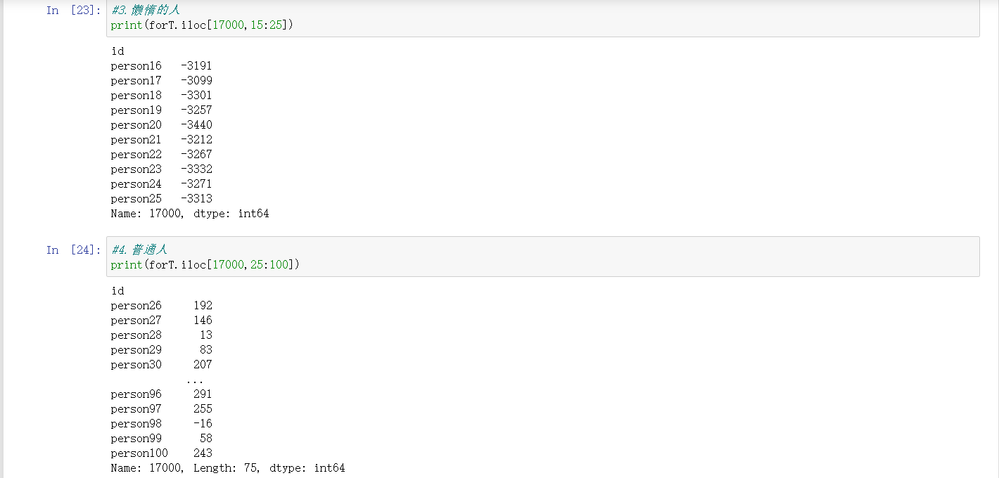 In [23]: #3.懒惰的人
print(forT.iloc[17000,15:25])
id
person16   -3191
person17   -3099
person18   -3301
person19   -3257
person20   -3440
person21   -3212
person22   -3267
person23   -3332
person24   -3271
person25   -3313
Name: 17000, dtype: int64
In [24]: #4.普通人
print(forT.iloc[17000,25:100])
id
person26     192
person27     146
person28      13
person29      83
person30     207
...
person96     291
person97     255
person98     -16
person99      58
person100    243
Name: 17000, Length: 75, dtype: int64